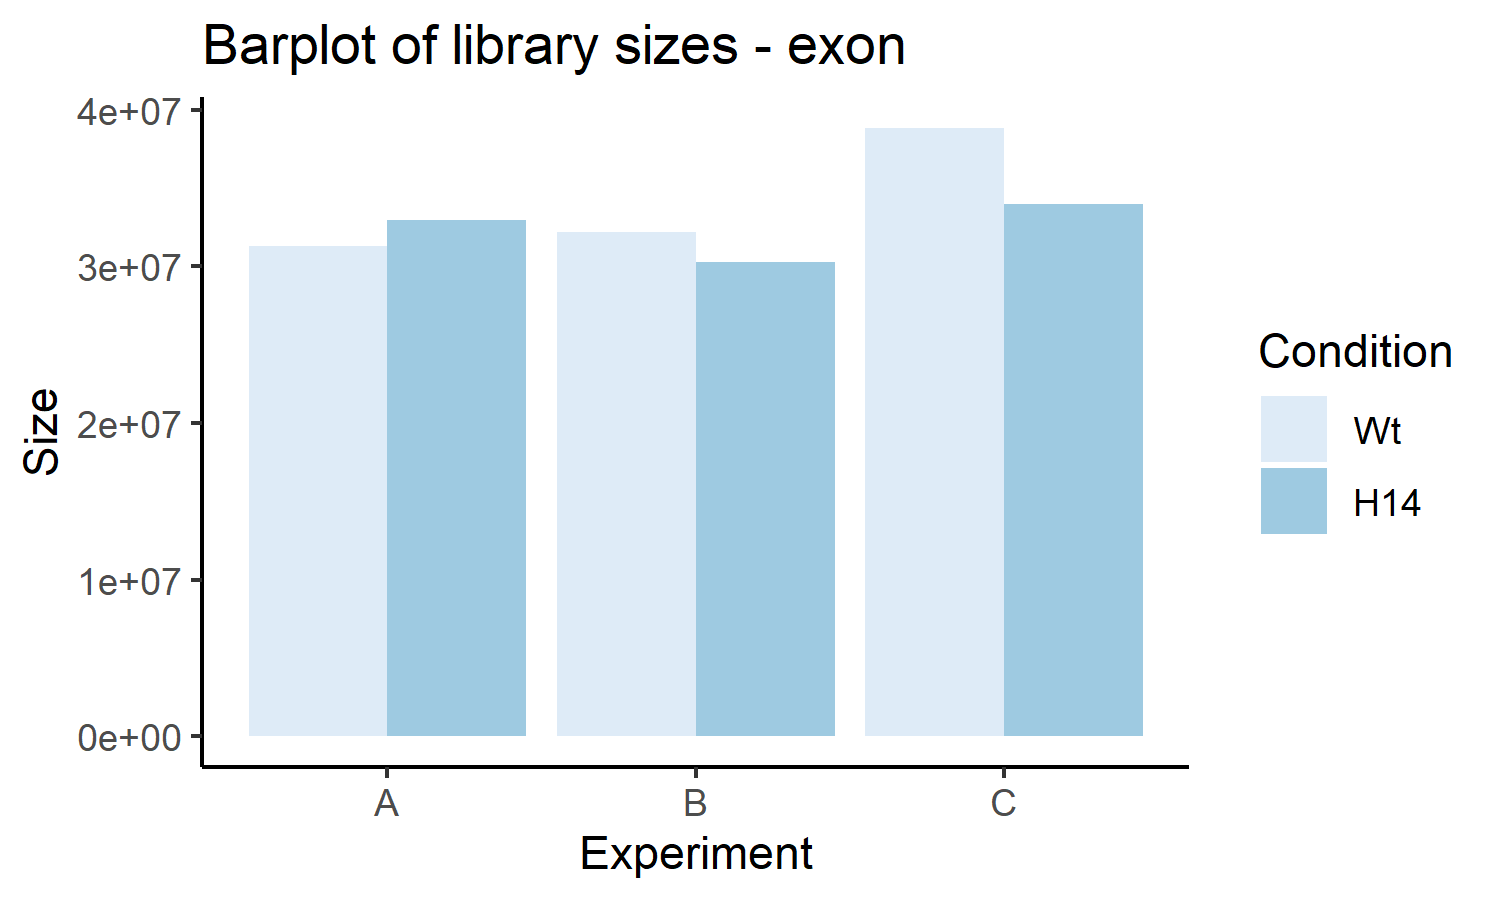 Barplot of library sizes - exon
4e+07
3e+07
2e+07
1e+07
0e+00
Size
A B C
Experiment
Condition
Wt
H14